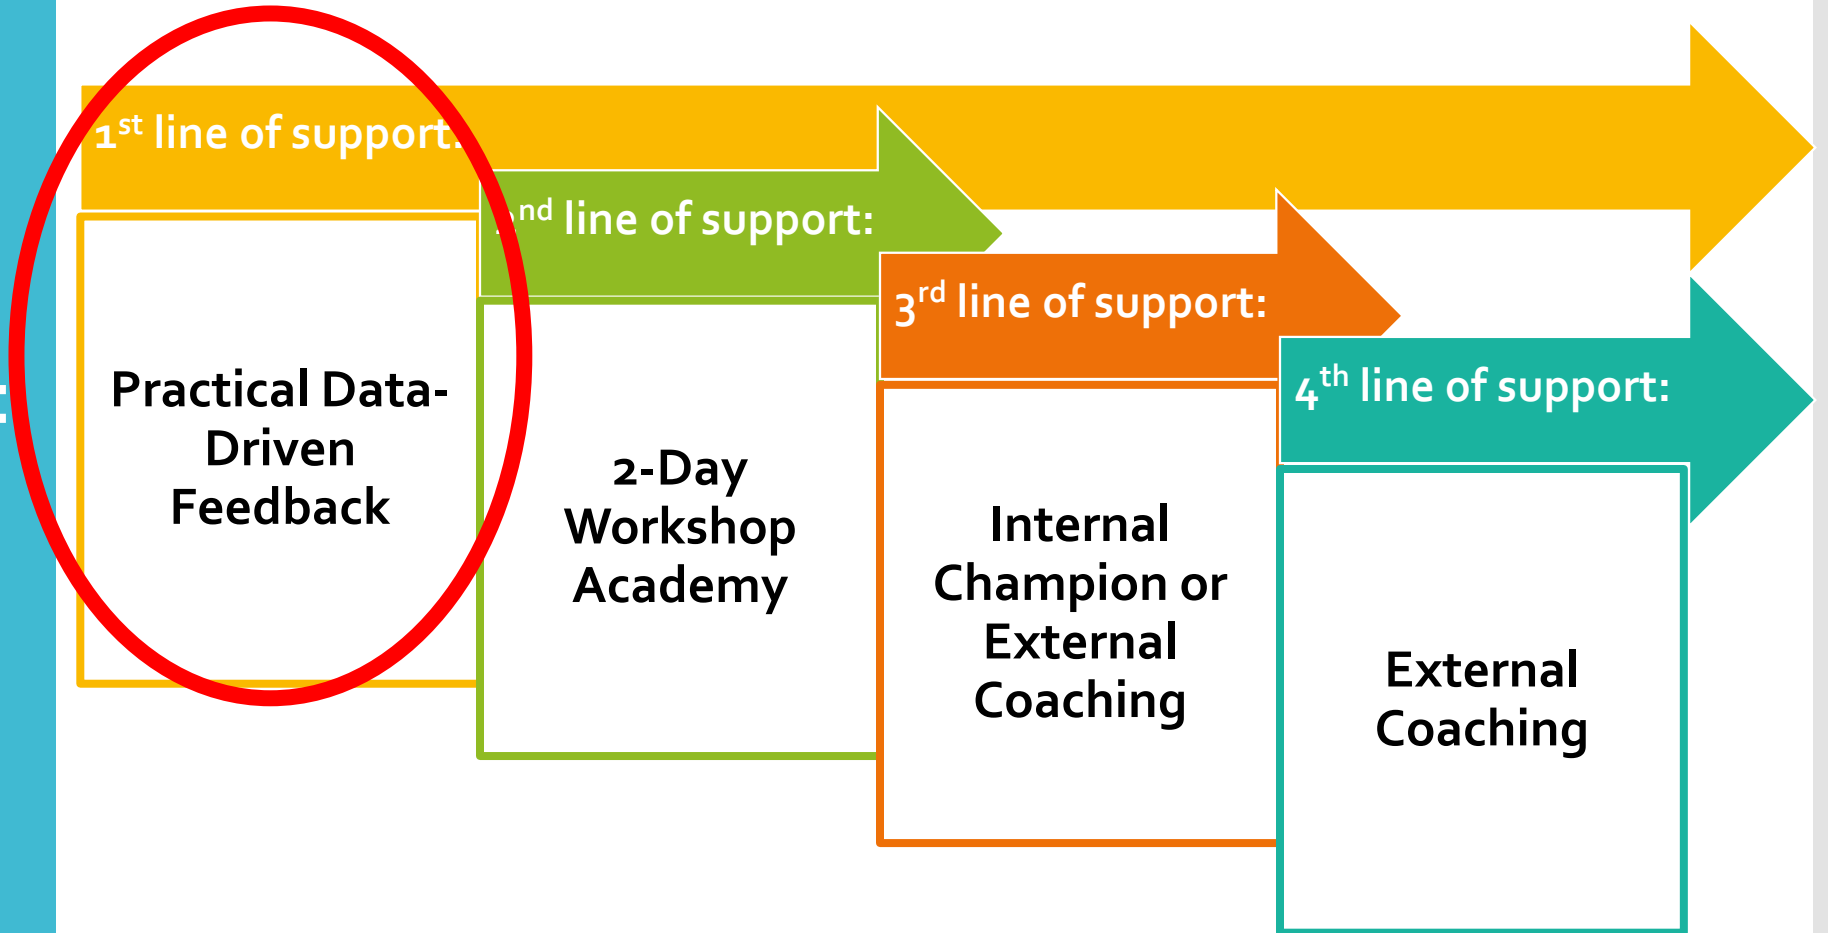 1st line of support:
Practical Data-
Driven
Feedback
2nd line of support:
2-Day
Workshop
Academy
3rd line of support:
Internal
Champion or
External
Coaching
4th line of support:
External
Coaching